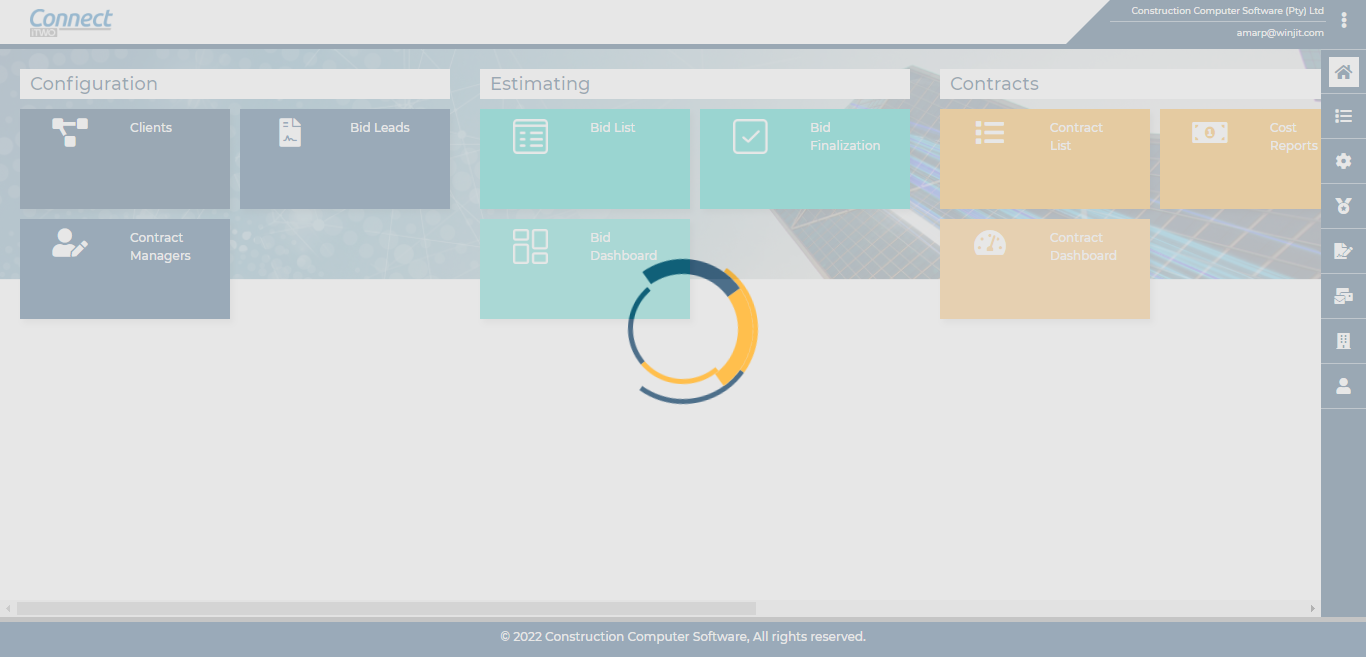 Connect
iTWO
Construction Computer Software (Pty) Ltd
amarp@winjit.com
Configuration
Clients
Bid Leads
Contract
Managers
Estimating
Bid List
Bid
Finalization
Bid
Dashboard
Contracts
Contract
List
Cost
Reports
Contract
Dashboard
© 2022 Construction Computer Software, All rights reserved.